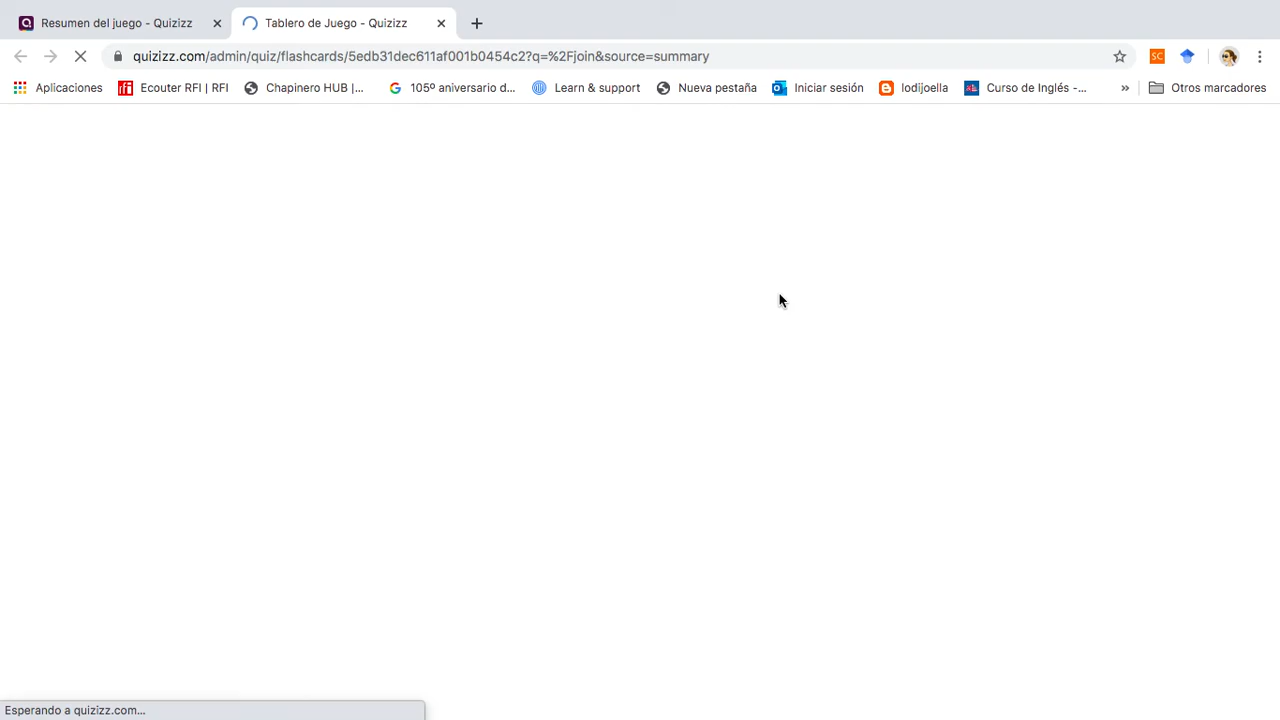 Resumen del juego - Quizizz
Tablero de Juego - Quizizz
quizizz.com/admin/quiz/flashcards/5edb31dec611af001b0454c2?q=%2Fjoin&source=summary
SC
Aplicaciones
rfi
Ecouter RFI | RFI
Chapinero HUB |...
105º aniversario d...
Learn & support
Nueva pestaña
Iniciar sesión
lodijoella
Curso de Inglés -...
»
Otros marcadores
Esperando a quizizz.com...